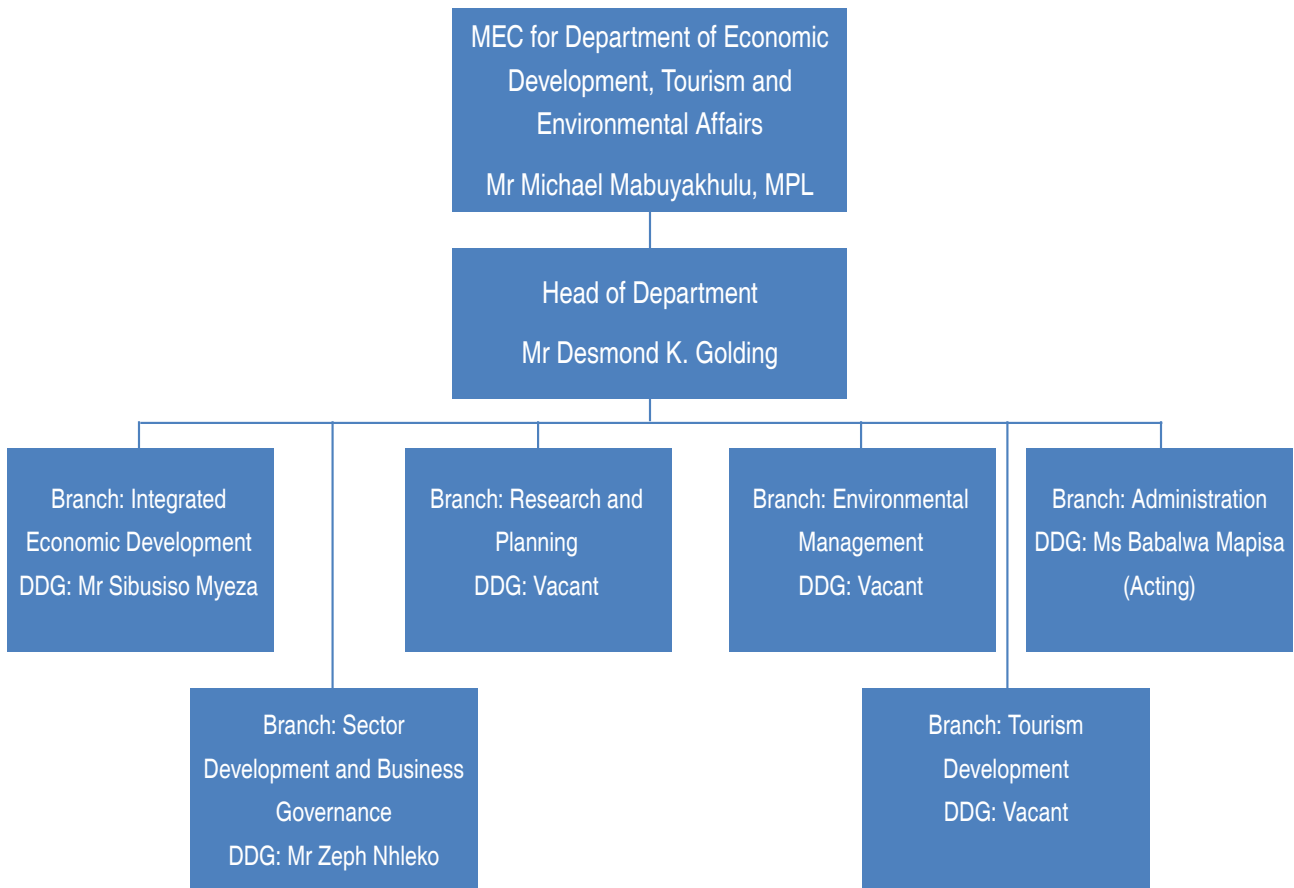 MEC for Department of Economic
Development, Tourism and
Environmental Affairs
Mr Michael Mabuyakhulu, MPL
Head of Department
Mr Desmond K. Golding
Branch: Integrated
Economic Development
DDG: Mr Sibusiso Myeza
Branch: Research and
Planning
DDG: Vacant
Branch: Environmental
Management
DDG: Vacant
Branch: Administration
DDG: Ms Babalwa Mapisa
(Acting)
Branch: Sector
Development and Business
Governance
DDG: Mr Zeph Nhleko
Branch: Tourism
Development
DDG: Vacant